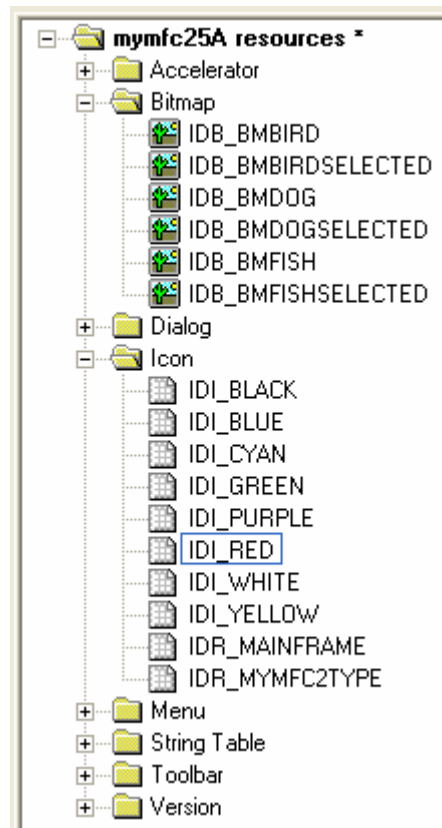 mymfc25A resources *
Accelerator
Bitmap
IDB_BMBIRD
IDB_BMBIRDSELECTED
IDB_BMDOG
IDB_BMDOGSELECTED
IDB_BMFISH
IDB_BMFISHSELECTED
Dialog
Icon
IDI_BLACK
IDI_BLUE
IDI_CYAN
IDI_GREEN
IDI_PURPLE
IDI_RED
IDI_WHITE
IDI_YELLOW
IDR_MAINFRAME
IDR_MYMFC2TYPE
Menu
String Table
Toolbar
Version